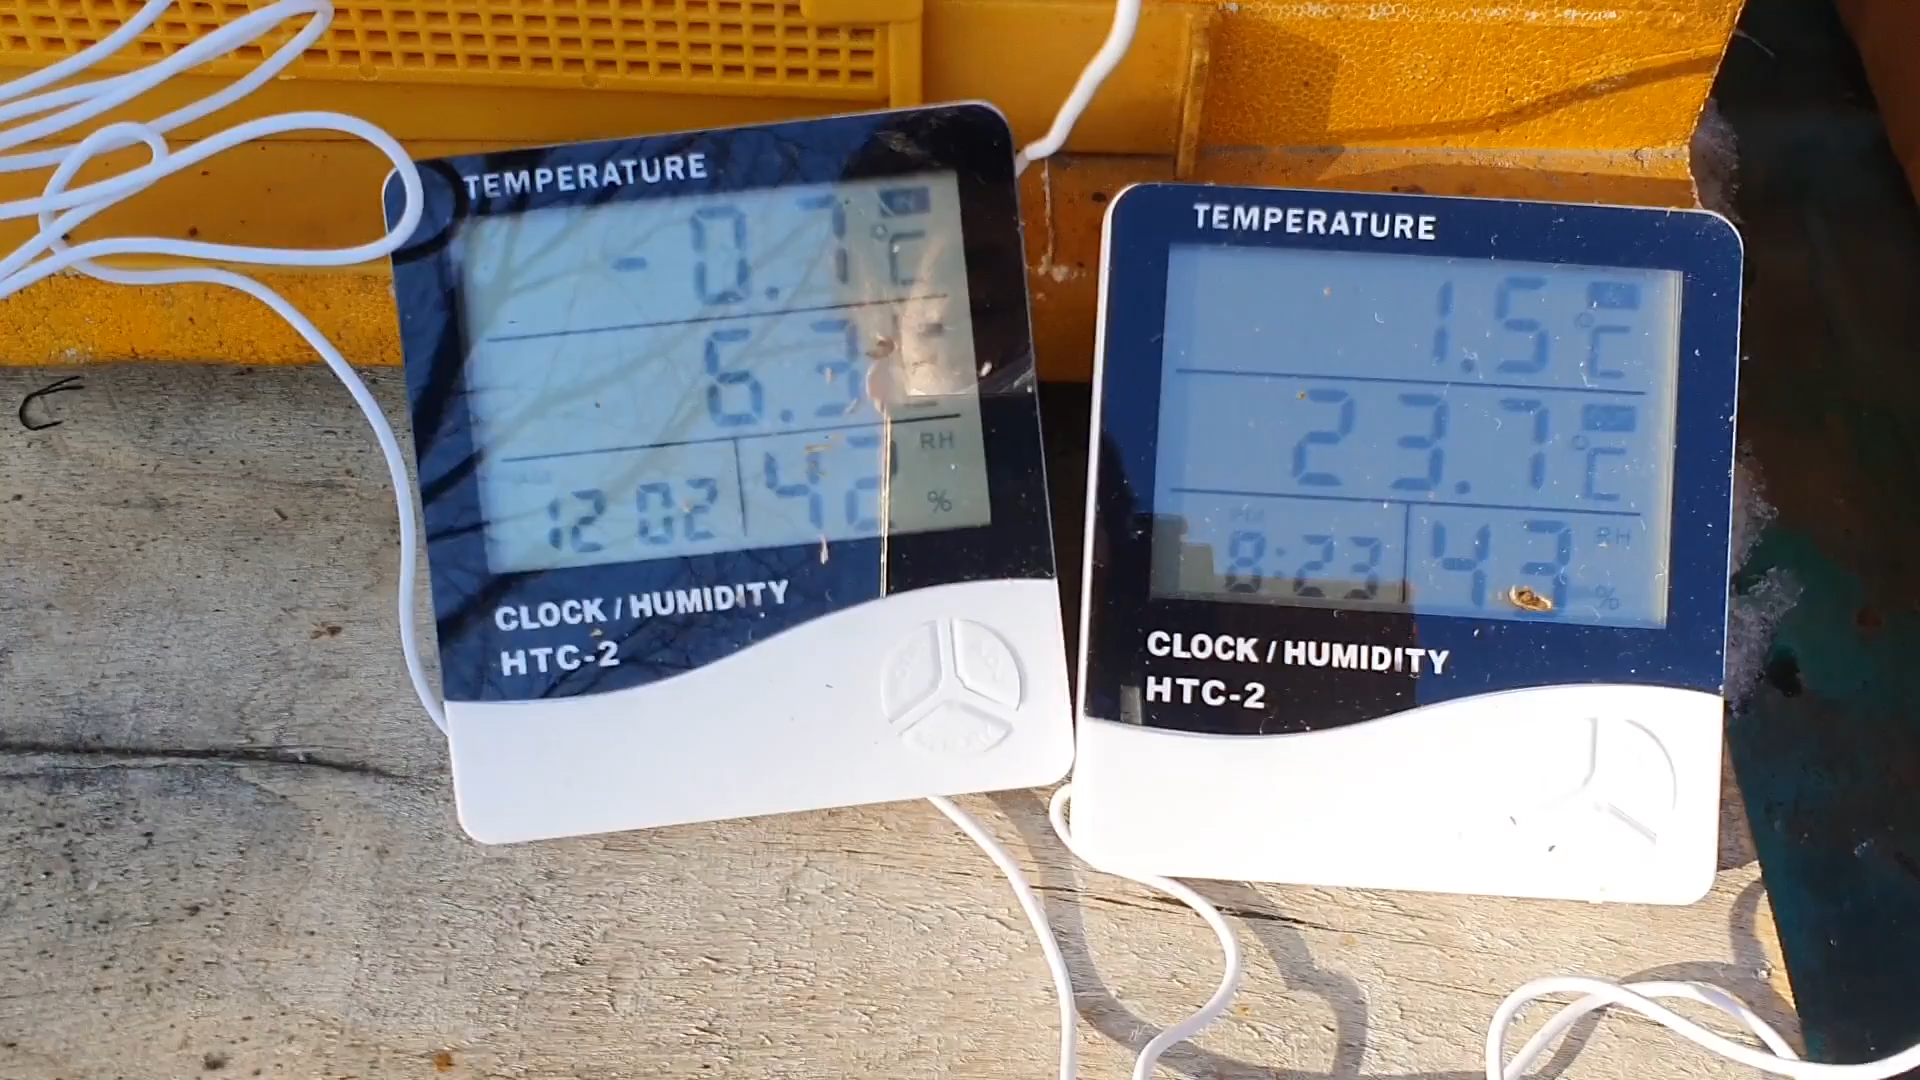 TEMPERATURE
-0.7 °C
6.3
RH
12 02 42 %
CLOCK / HUMIDITY
HTC-2
TEMPERATURE
1.5 °C
23.7 °C
RH
8:23 43 %
CLOCK / HUMIDITY
HTC-2